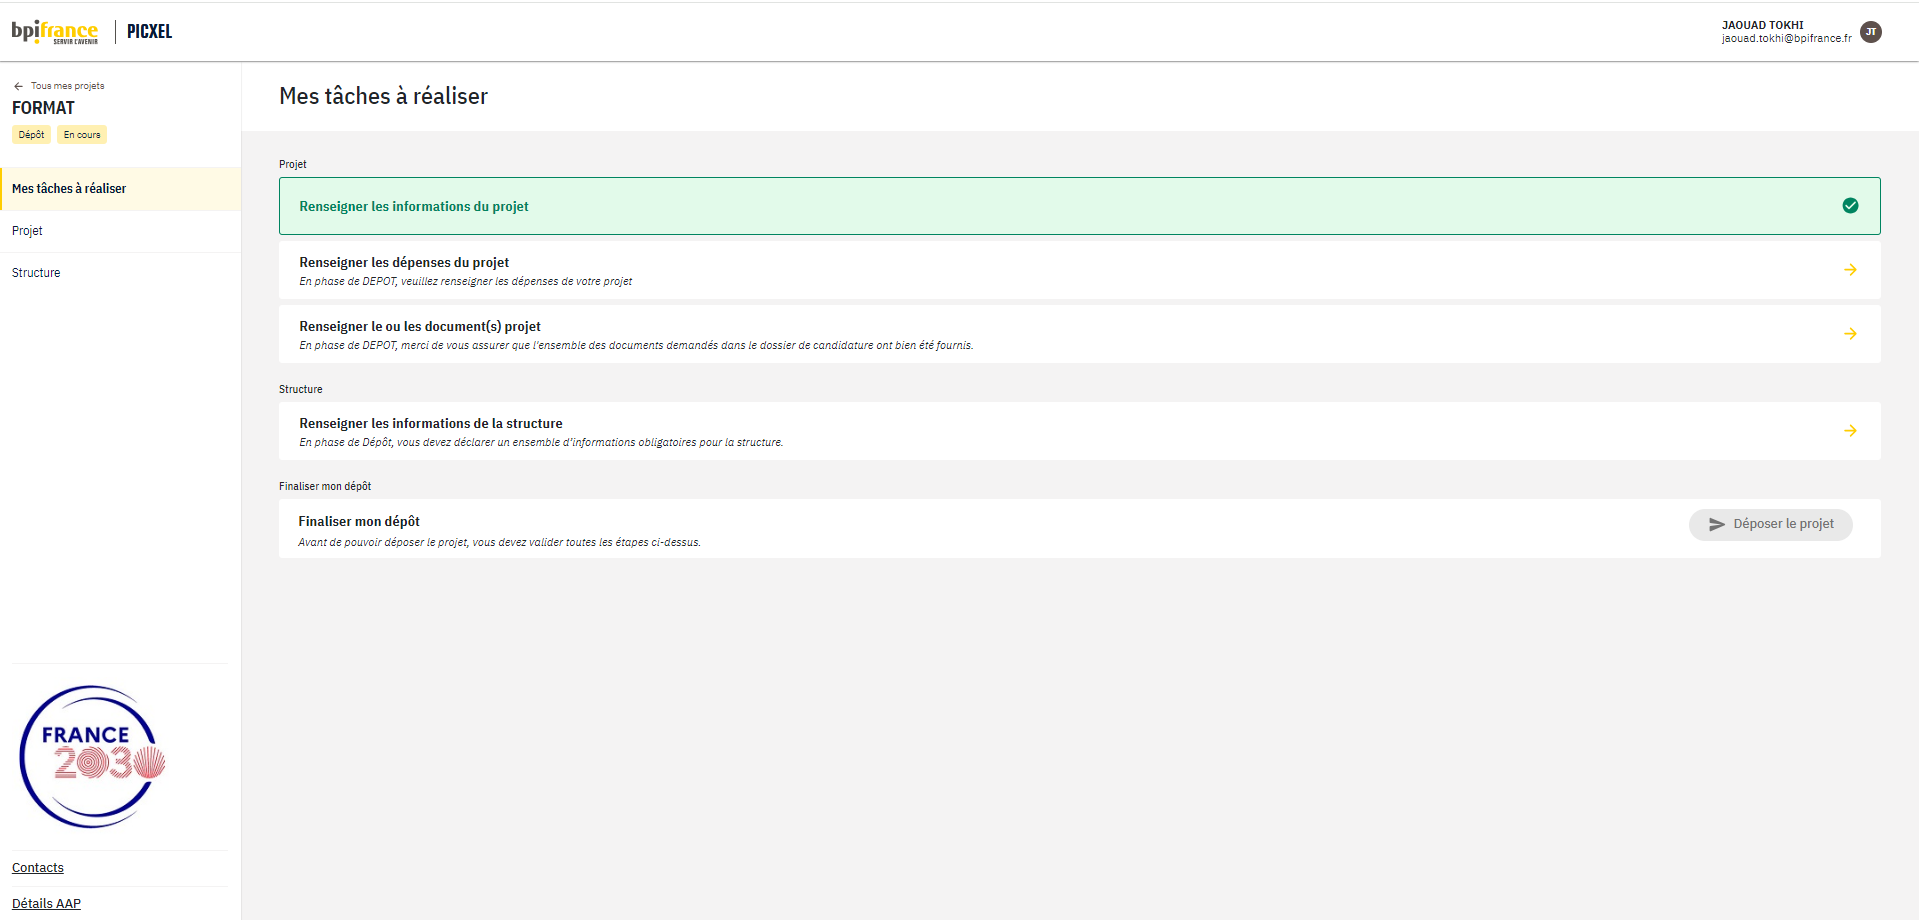 bpifrance
SERVIR L'AVENIR
PICXEL
JAOUAD TOKHI
jaouad.tokhi@bpifrance.fr
JT
Tous mes projets
FORMAT
Dépôt
En cours
Mes tâches à réaliser
Projet
Structure
Mes tâches à réaliser
Projet
Renseigner les informations du projet
Renseigner les dépenses du projet
En phase de DEPOT, veuillez renseigner les dépenses de votre projet
Renseigner le ou les document(s) projet
En phase de DEPOT, merci de vous assurer que l'ensemble des documents demandés dans le dossier de candidature ont bien été fournis.
Structure
Renseigner les informations de la structure
En phase de Dépôt, vous devez déclarer un ensemble d'informations obligatoires pour la structure.
Finaliser mon dépôt
Finaliser mon dépôt
Avant de pouvoir déposer le projet, vous devez valider toutes les étapes ci-dessus.
Déposer le projet
FRANCE
2030
Contacts
Détails AAP